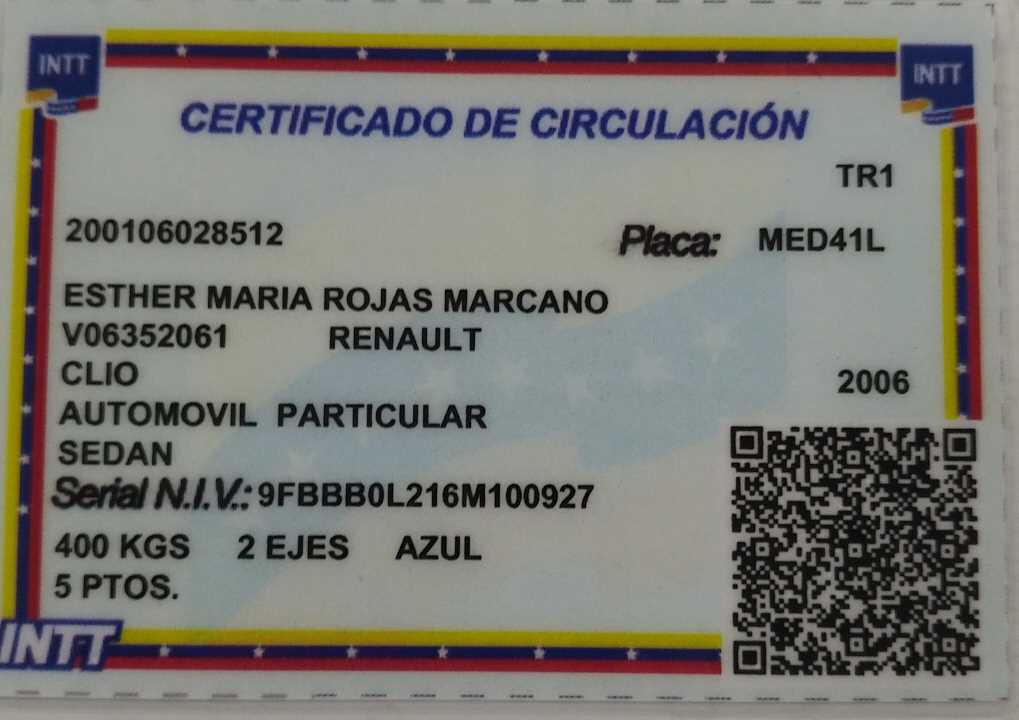 INTT
INTT
CERTIFICADO DE CIRCULACIÓN
TR1
200106028512 Placa: MED41L
ESTHER MARIA ROJAS MARCANO
V06352061 RENAULT
CLIO 2006
AUTOMOVIL PARTICULAR
SEDAN
Serial N.I.V.: 9FBBB0L216M100927
400 KGS 2 EJES AZUL
5 PTOS.
INTT